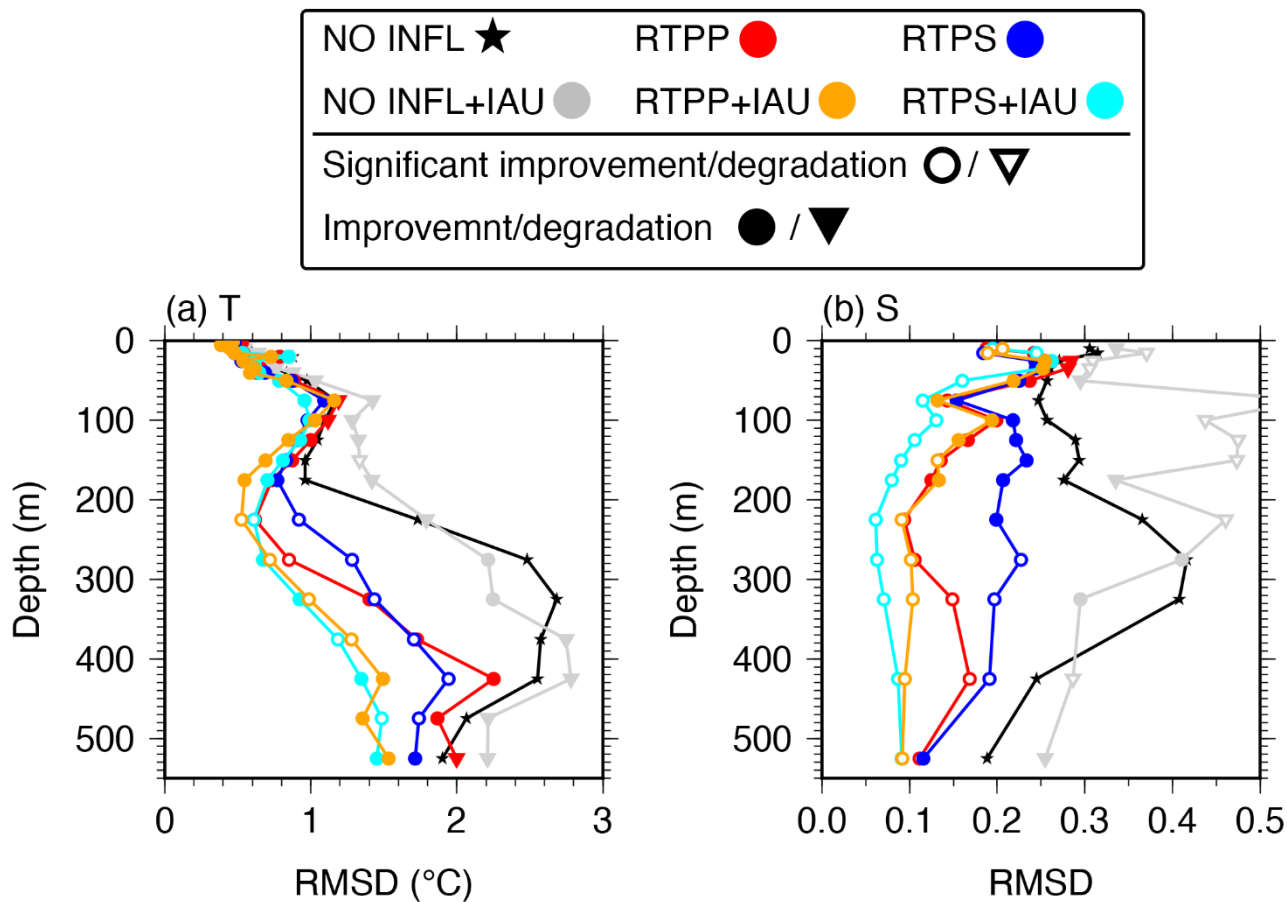 NO INFL RTPP RTPS
NO INFL+IAU RTPP+IAU RTPS+IAU
Significant improvement/degradation /
Improvemnt/degradation /
(a) T
(b) S
0
100
200
300
400
500
Depth (m)
0 1 2 3
RMSD (°C)
0
100
200
300
400
500
Depth (m)
0.0 0.1 0.2 0.3 0.4 0.5
RMSD